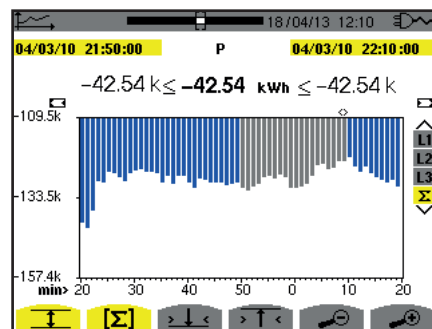 18/04/13 12:10
04/03/10 21:50:00 P 04/03/10 22:10:00
-42.54 k≤ -42.54 kWh ≤ -42.54 k
-109.5k
L1
L2
L3
Σ
-133.5k
-157.4k
min> 20 30 40 50 0 10 20
[Σ]